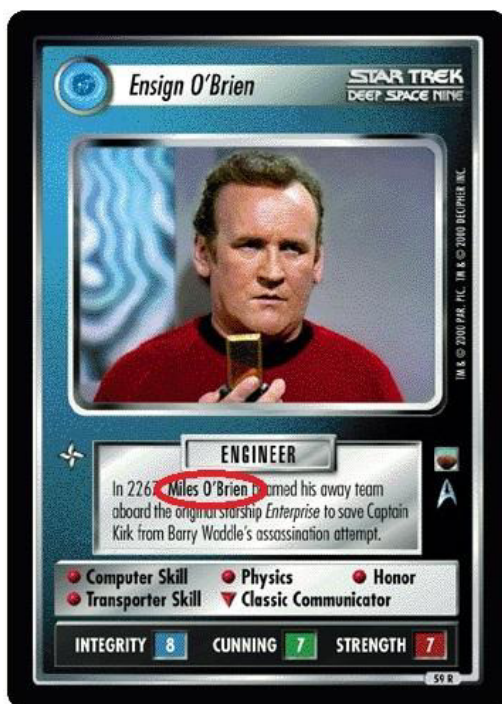 Ensign O'Brien
STAR TREK
DEEP SPACE NINE
TM & © 2000 PAR. PIC. TM & © 2000 DECIPHER INC.
ENGINEER
In 2267 Miles O'Brien beamed his away team
aboard the original starship Enterprise to save Captain
Kirk from Barry Waddle's assassination attempt.
Computer Skill Physics Honor
Transporter Skill Classic Communicator
INTEGRITY 8 CUNNING 7 STRENGTH 7
59 R